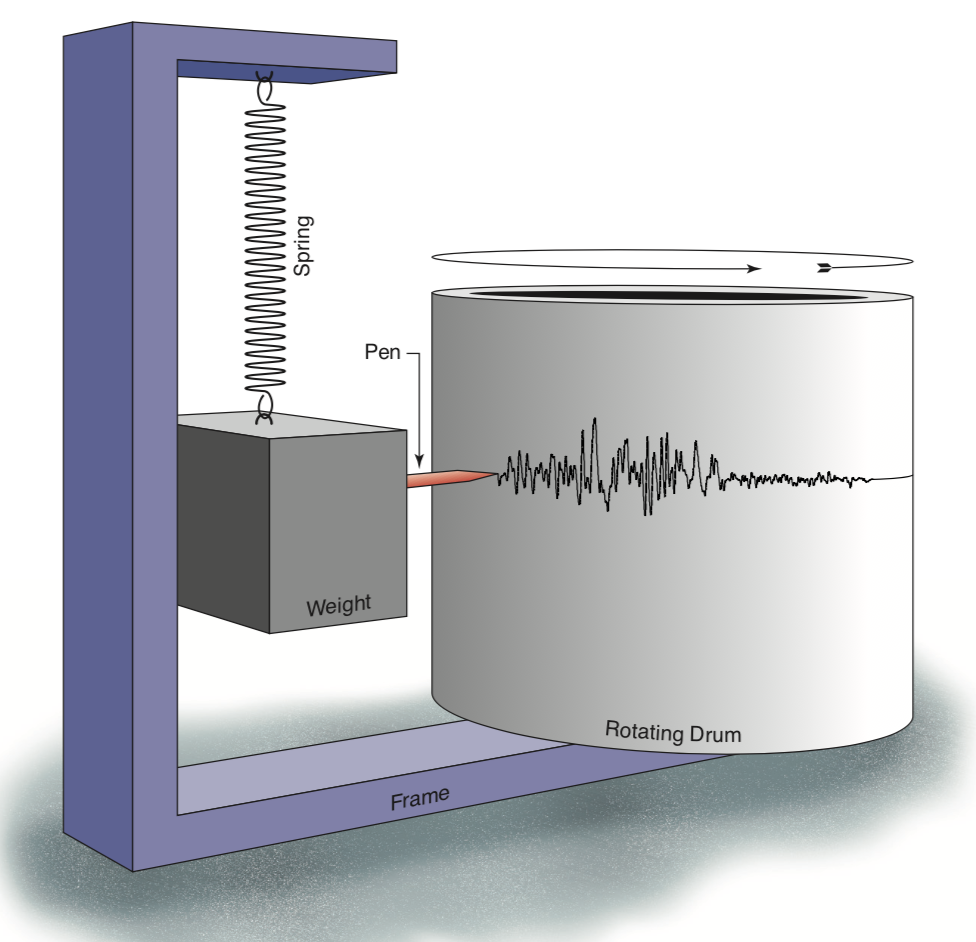 Spring
Pen
Weight
Rotating Drum
Frame